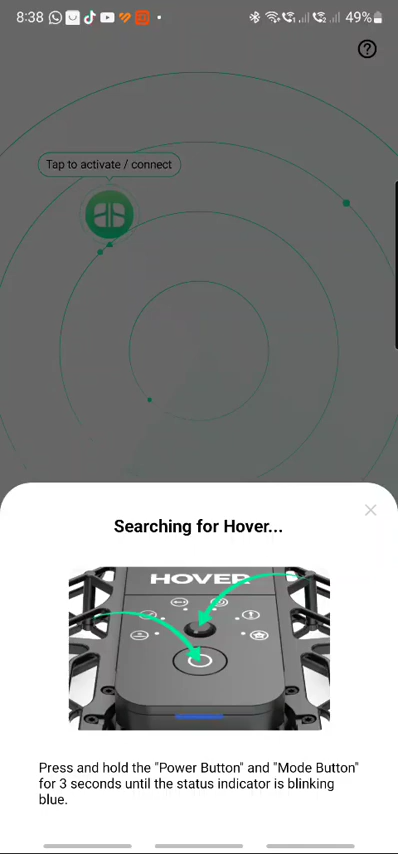 8:38
49%
Tap to activate / connect
Searching for Hover...
HOVER
Press and hold the "Power Button" and "Mode Button"
for 3 seconds until the status indicator is blinking
blue.